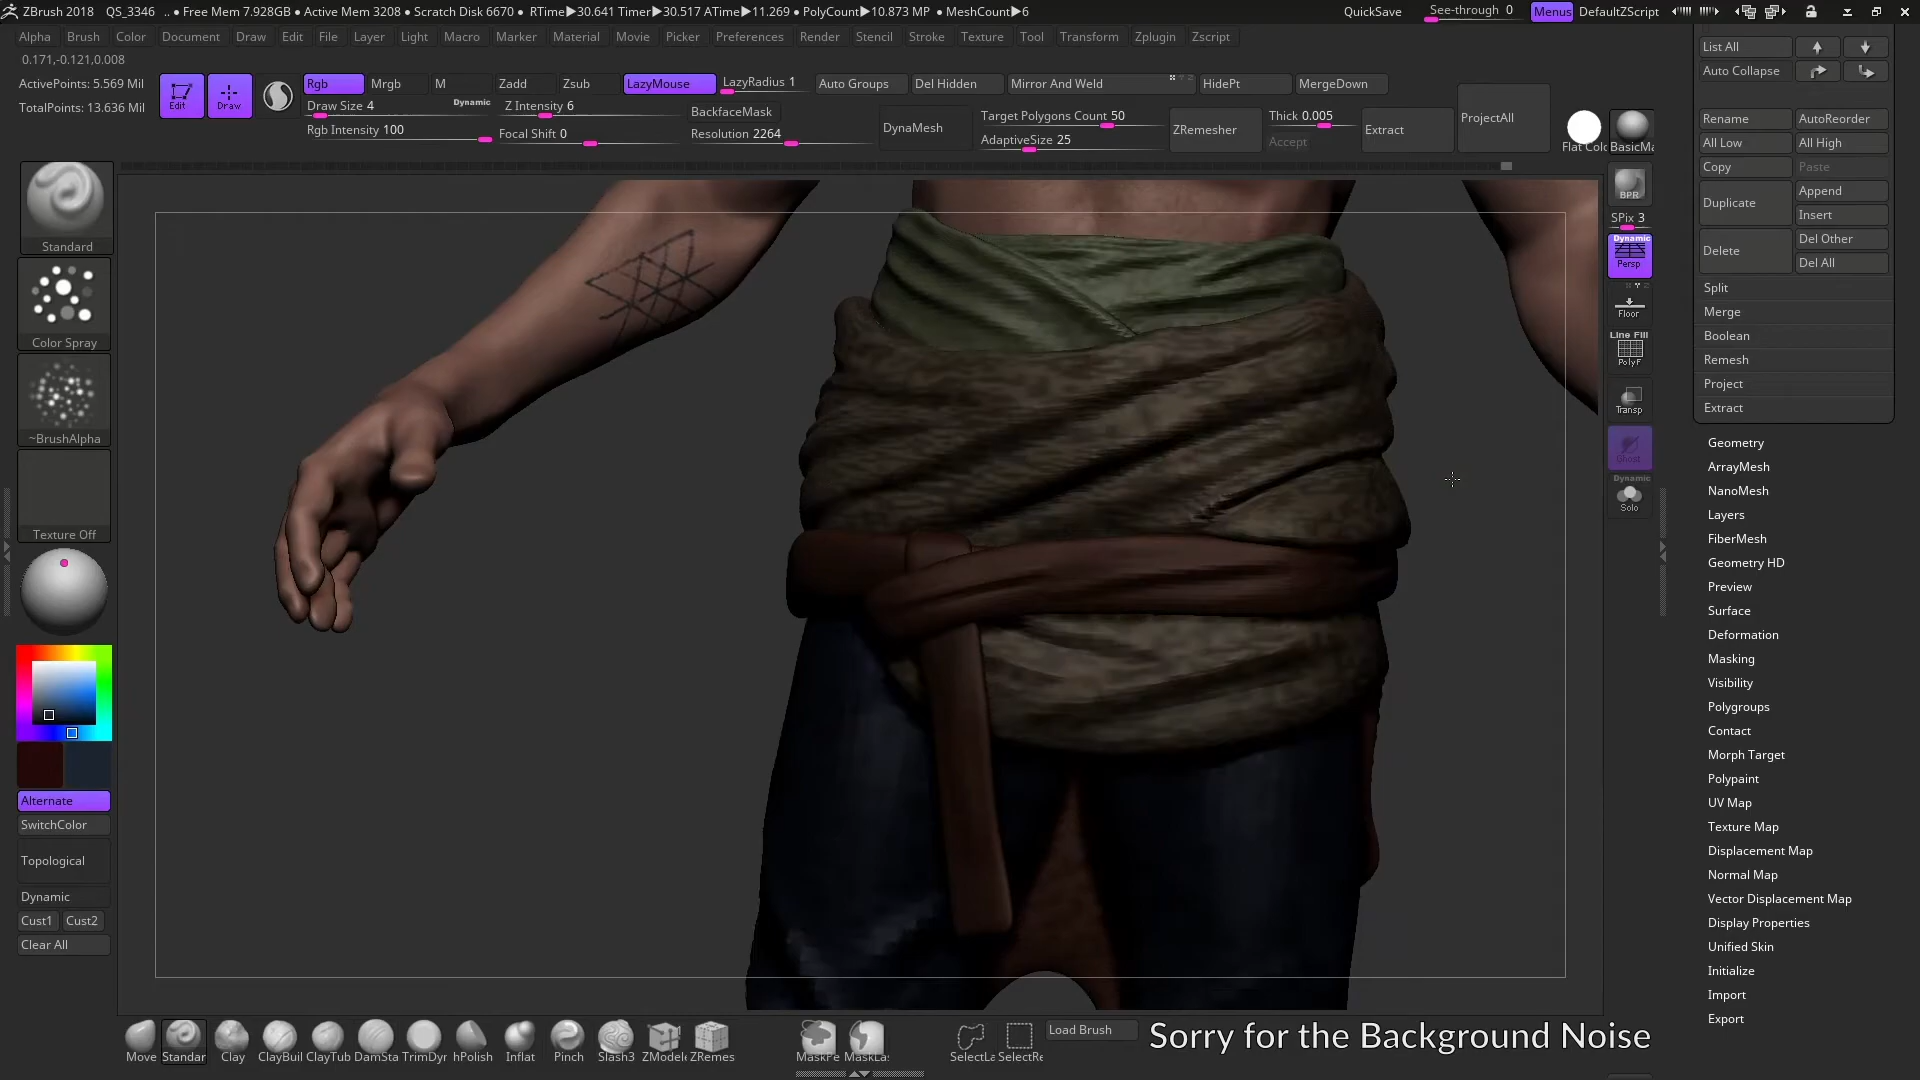 ZBrush 2018 QS_3346 .. ● Free Mem 7.928GB ● Active Mem 3208 ● Scratch Disk 6670 ● RTime▶30.641 Timer▶30.517 ATime▶11.269 ● PolyCount▶10.873 MP ● MeshCount▶6 QuickSave See-through 0 Menus DefaultZScript
Alpha Brush Color Document Draw Edit File Layer Light Macro Marker Material Movie Picker Preferences Render Stencil Stroke Texture Tool Transform Zplugin Zscript
0.171,-0.121,0.008
ActivePoints: 5.569 Mil
TotalPoints: 13.636 Mil
Edit
Draw
Rgb Mrgb M Zadd Zsub LazyMouse LazyRadius 1 Auto Groups Del Hidden Mirror And Weld HidePt MergeDown
Draw Size 4 Dynamic Z Intensity 6 BackfaceMask
Rgb Intensity 100 Focal Shift 0 Resolution 2264
DynaMesh
Target Polygons Count 50
AdaptiveSize 25
ZRemesher
Thick 0.005
Accept
Extract
ProjectAll
Flat Colo BasicMa
Standard
Color Spray
~BrushAlpha
Texture Off
Alternate
SwitchColor
Topological
Dynamic
Cust1 Cust2
Clear All
BPR
SPix 3
Dynamic
Persp
Floor
Line Fill
PolyF
Transp
Ghost
Dynamic
Solo
List All
Auto Collapse
Rename AutoReorder
All Low All High
Copy Paste
Duplicate Append
Insert
Delete Del Other
Del All
Split
Merge
Boolean
Remesh
Project
Extract
Geometry
ArrayMesh
NanoMesh
Layers
FiberMesh
Geometry HD
Preview
Surface
Deformation
Masking
Visibility
Polygroups
Contact
Morph Target
Polypaint
UV Map
Texture Map
Displacement Map
Normal Map
Vector Displacement Map
Display Properties
Unified Skin
Initialize
Import
Export
Move Standar Clay ClayBuil ClayTub DamSta TrimDyr hPolish Inflat Pinch Slash3 ZModele ZRemes MaskPe MaskLas SelectLa SelectRe
Load Brush
Sorry for the Background Noise